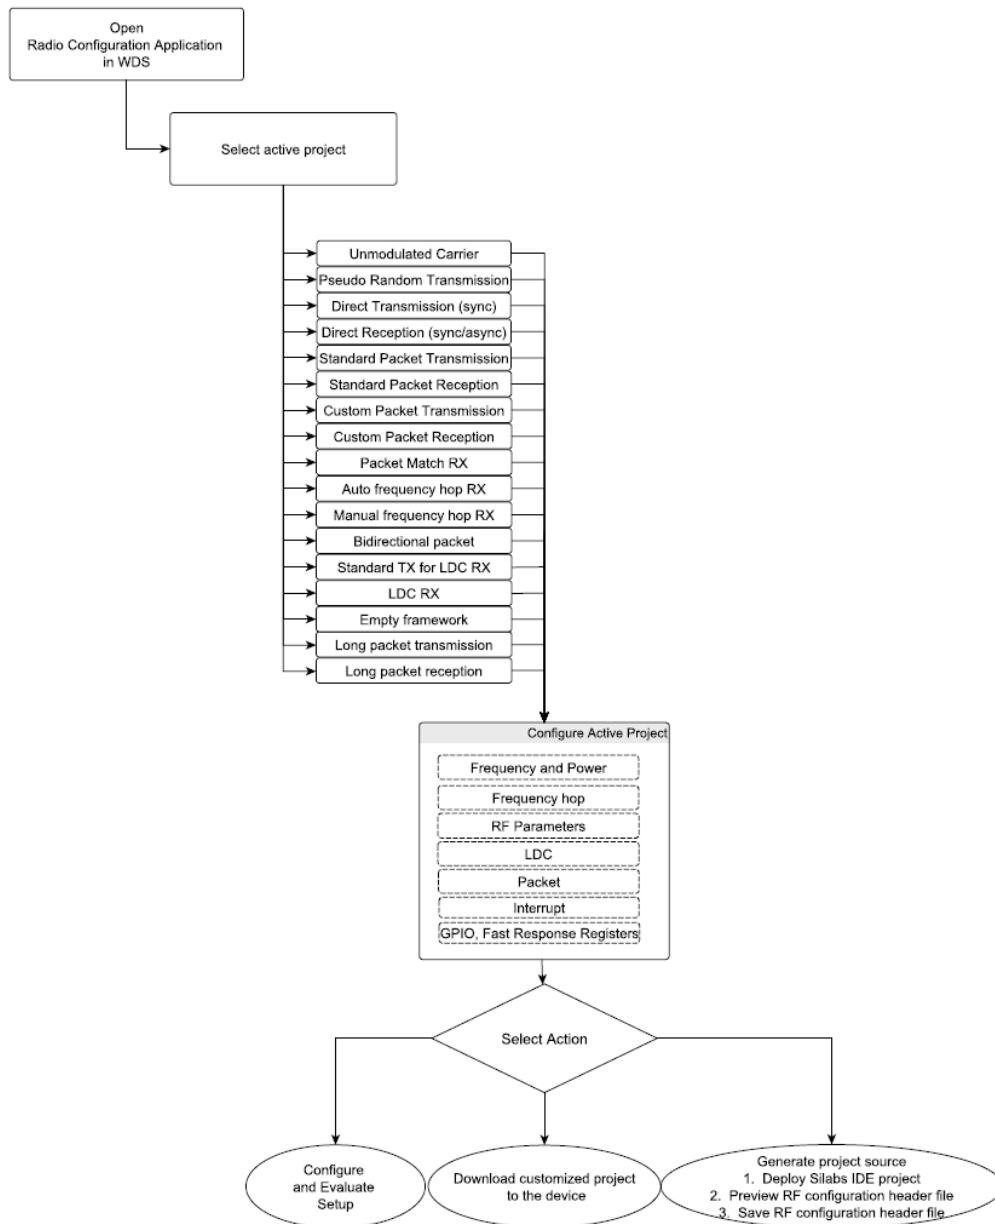 Open
Radio Configuration Application
in WDS
Select active project
Unmodulated Carrier
Pseudo Random Transmission
Direct Transmission (sync)
Direct Reception (sync/async)
Standard Packet Transmission
Standard Packet Reception
Custom Packet Transmission
Custom Packet Reception
Packet Match RX
Auto frequency hop RX
Manual frequency hop RX
Bidirectional packet
Standard TX for LDC RX
LDC RX
Empty framework
Long packet transmission
Long packet reception
Configure Active Project
Frequency and Power
Frequency hop
RF Parameters
LDC
Packet
Interrupt
GPIO, Fast Response Registers
Select Action
Configure
and Evaluate
Setup
Download customized project
to the device
Generate project source
1. Deploy Silabs IDE project
2. Preview RF configuration header file
3. Save RF configuration header file